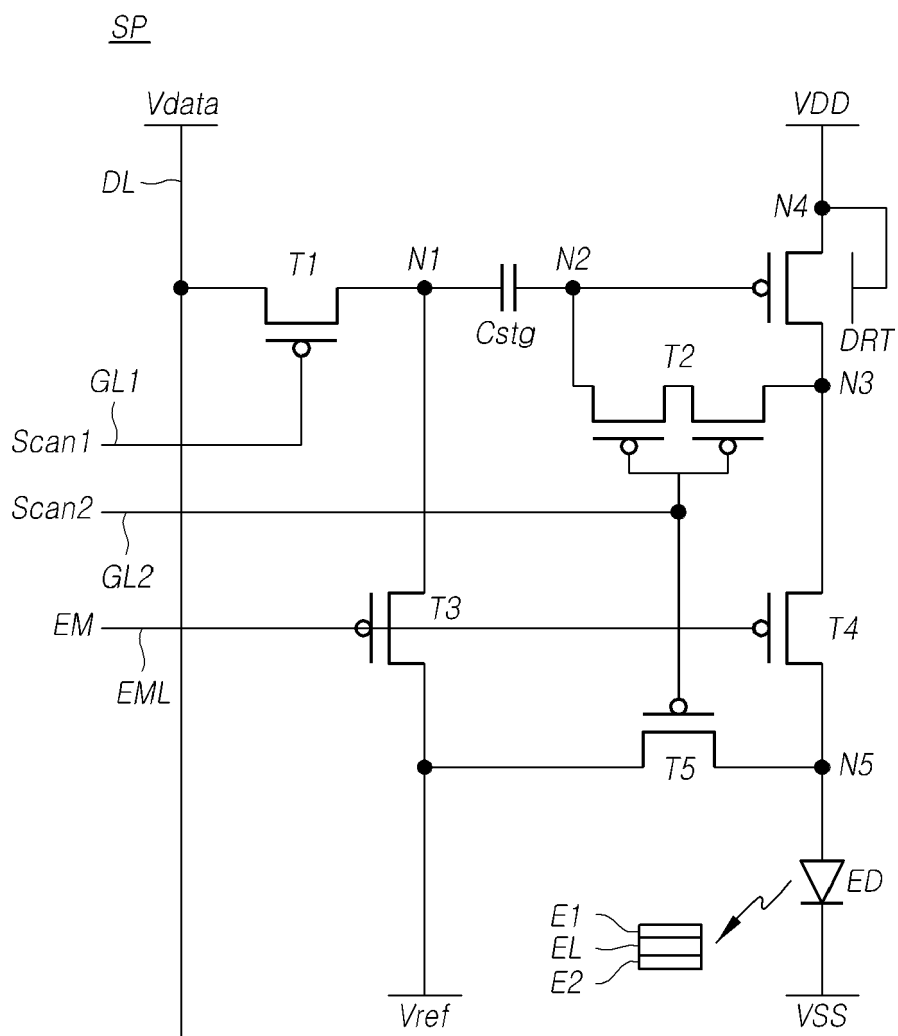 SP
Vdata
VDD
DL
N4
T1
N1
N2
Cstg
DRT
GL1
T2
N3
Scan1
Scan2
GL2
EM
T3
T4
EML
T5
N5
ED
E1
EL
E2
Vref
VSS